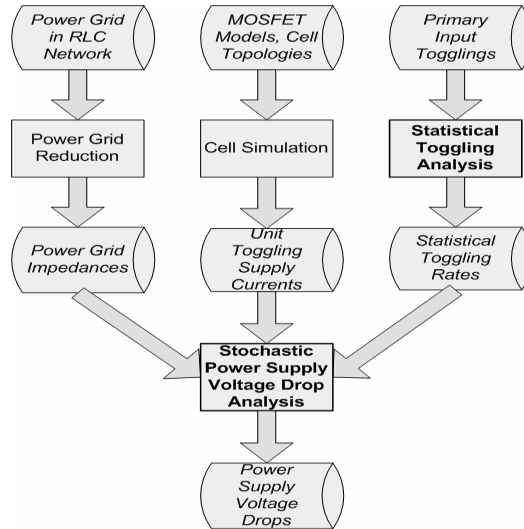 Power Grid
in RLC
Network
MOSFET
Models, Cell
Topologies
Primary
Input
Togglings
Power Grid
Reduction
Cell Simulation
Statistical
Toggling
Analysis
Power Grid
Impedances
Unit
Toggling
Supply
Currents
Statistical
Toggling
Rates
Stochastic
Power Supply
Voltage Drop
Analysis
Power
Supply
Voltage
Drops